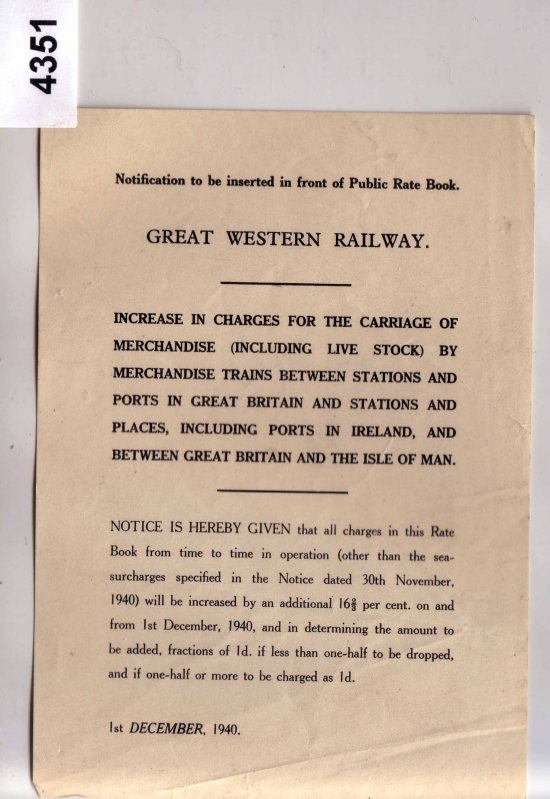 4351
Notification to be inserted in front of Public Rate Book.
GREAT WESTERN RAILWAY.
INCREASE IN CHARGES FOR THE CARRIAGE OF
MERCHANDISE (INCLUDING LIVE STOCK) BY
MERCHANDISE TRAINS BETWEEN STATIONS AND
PORTS IN GREAT BRITAIN AND STATIONS AND
PLACES, INCLUDING PORTS IN IRELAND, AND
BETWEEN GREAT BRITAIN AND THE ISLE OF MAN.
NOTICE IS HEREBY GIVEN that all charges in this Rate
Book from time to time in operation (other than the sea-
surcharges specified in the Notice dated 30th November,
1940) will be increased by an additional 16⅔ per cent. on and
from 1st December, 1940, and in determining the amount to
be added, fractions of 1d. if less than one-half to be dropped,
and if one-half or more to be charged as 1d.
1st DECEMBER, 1940.